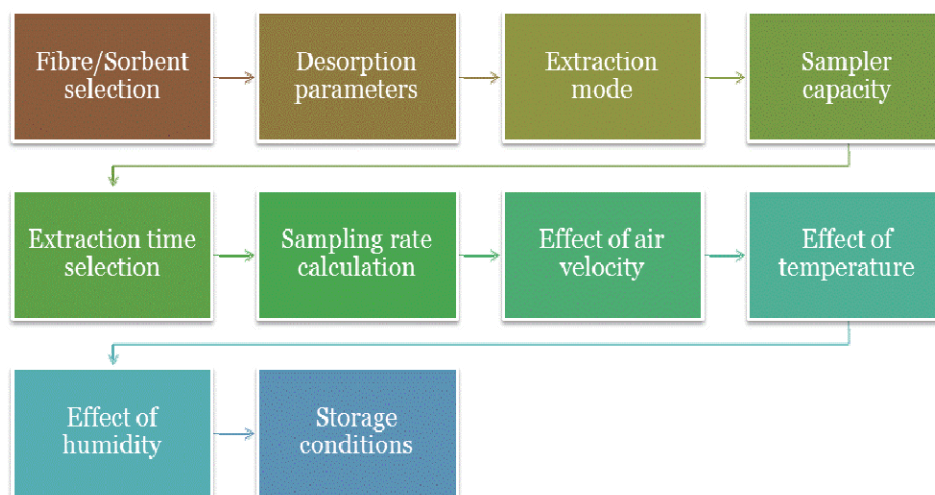 Fibre/Sorbent
selection
Desorption
parameters
Extraction
mode
Sampler
capacity
Extraction time
selection
Sampling rate
calculation
Effect of air
velocity
Effect of
temperature
Effect of
humidity
Storage
conditions